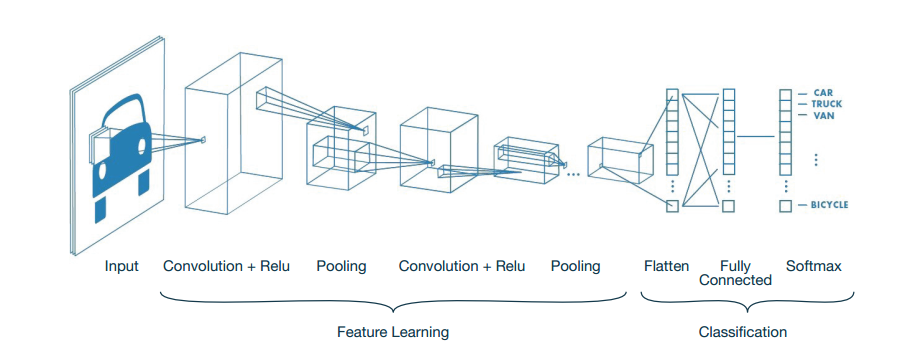 CAR
TRUCK
VAN
BICYCLE
Input
Convolution + Relu
Pooling
Convolution + Relu
Pooling
Flatten
Fully
Connected
Softmax
Feature Learning
Classification